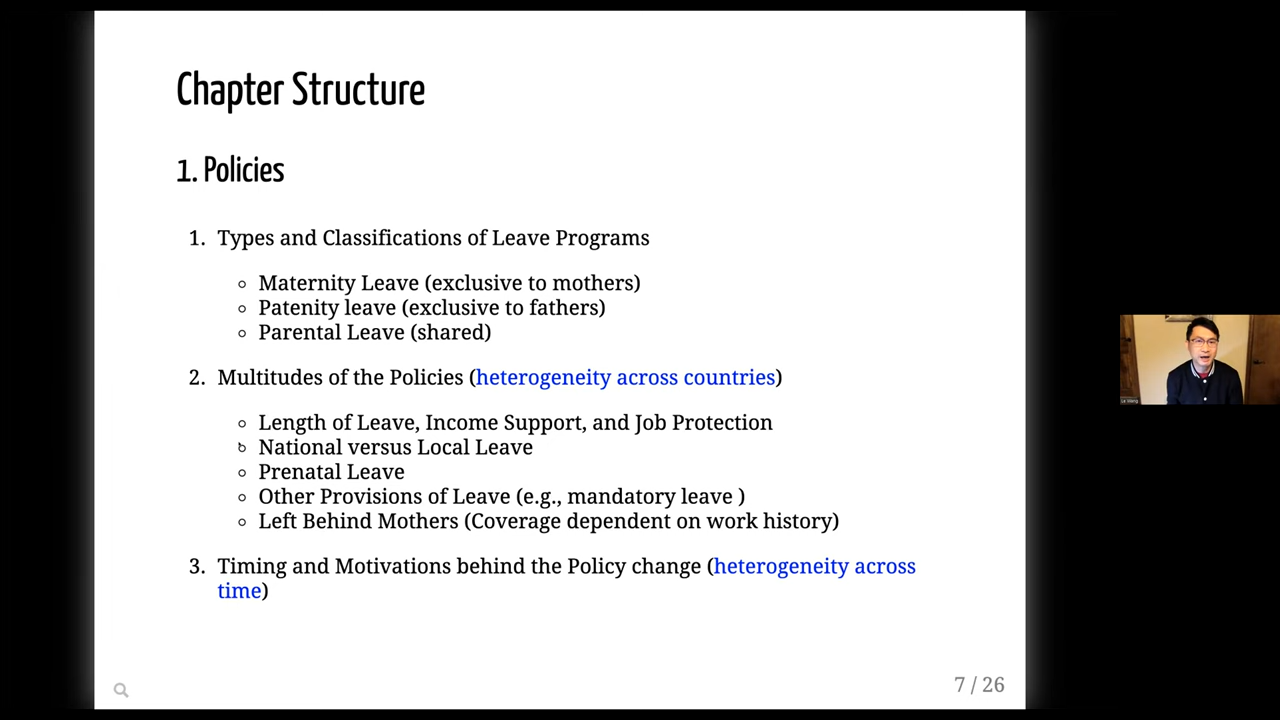 Chapter Structure
1. Policies
1. Types and Classifications of Leave Programs
Maternity Leave (exclusive to mothers)
Patenity leave (exclusive to fathers)
Parental Leave (shared)
2. Multitudes of the Policies (heterogeneity across countries)
Length of Leave, Income Support, and Job Protection
National versus Local Leave
Prenatal Leave
Other Provisions of Leave (e.g., mandatory leave )
Left Behind Mothers (Coverage dependent on work history)
3. Timing and Motivations behind the Policy change (heterogeneity across
time)
7 / 26
Le Wang